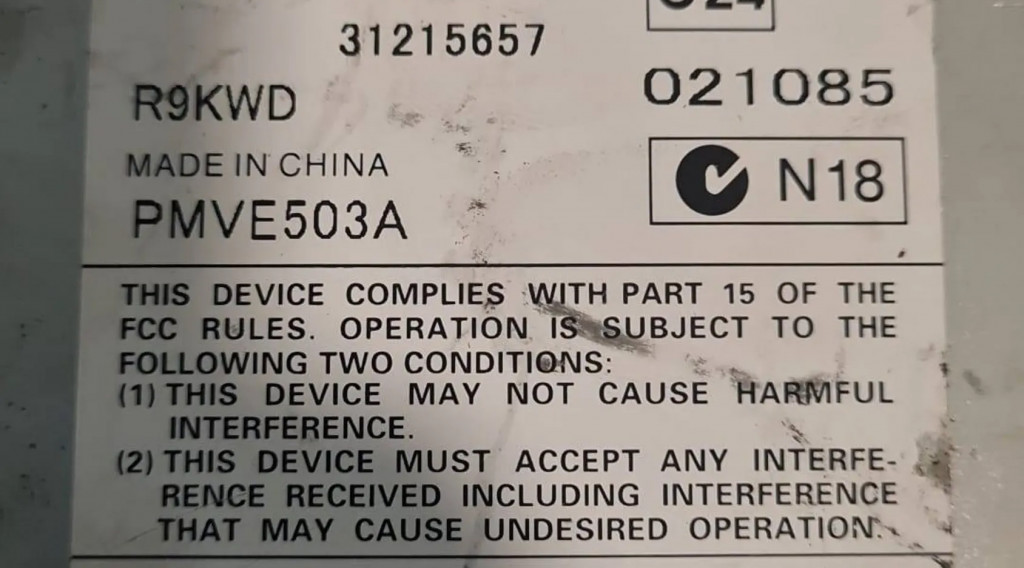 31215657
R9KWD
021085
MADE IN CHINA
N18
PMVE503A
THIS DEVICE COMPLIES WITH PART 15 OF THE
FCC RULES. OPERATION IS SUBJECT TO THE
FOLLOWING TWO CONDITIONS:
(1) THIS DEVICE MAY NOT CAUSE HARMFUL
INTERFERENCE.
(2) THIS DEVICE MUST ACCEPT ANY INTERFE-
RENCE RECEIVED INCLUDING INTERFERENCE
THAT MAY CAUSE UNDESIRED OPERATION.